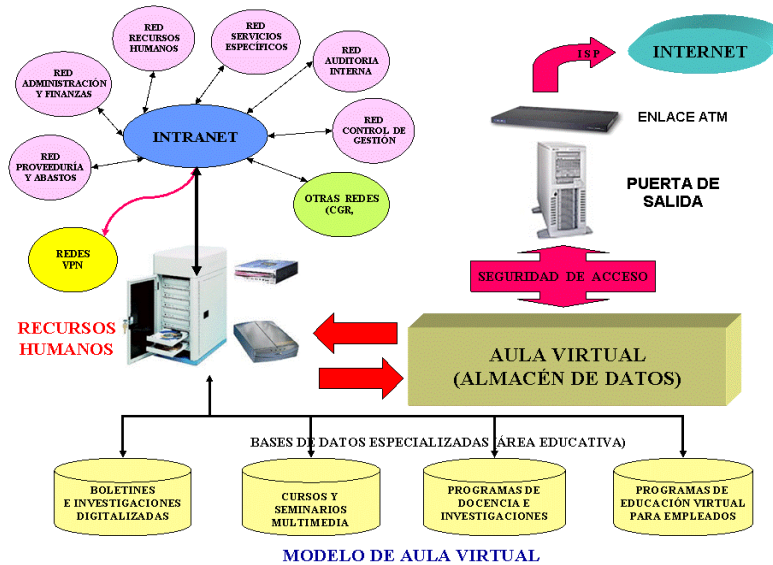 RED
RECURSOS
HUMANOS
RED
SERVICIOS
ESPECÍFICOS
RED
AUDITORIA
INTERNA
RED
ADMINISTRACIÓN
Y FINANZAS
INTRANET
RED
CONTROL DE
GESTIÓN
RED
PROVEEDURÍA
Y ABASTOS
OTRAS REDES
(CGR,
REDES
VPN
I S P
INTERNET
ENLACE ATM
PUERTA DE
SALIDA
SEGURIDAD DE ACCESO
RECURSOS
HUMANOS
AULA VIRTUAL
(ALMACÉN DE DATOS)
BASES DE DATOS ESPECIALIZADAS (ÁREA EDUCATIVA)
BOLETINES
E INVESTIGACIONES
DIGITALIZADAS
CURSOS Y
SEMINARIOS
MULTIMEDIA
PROGRAMAS DE
DOCENCIA E
INVESTIGACIONES
PROGRAMAS DE
EDUCACIÓN VIRTUAL
PARA EMPLEADOS
MODELO DE AULA VIRTUAL